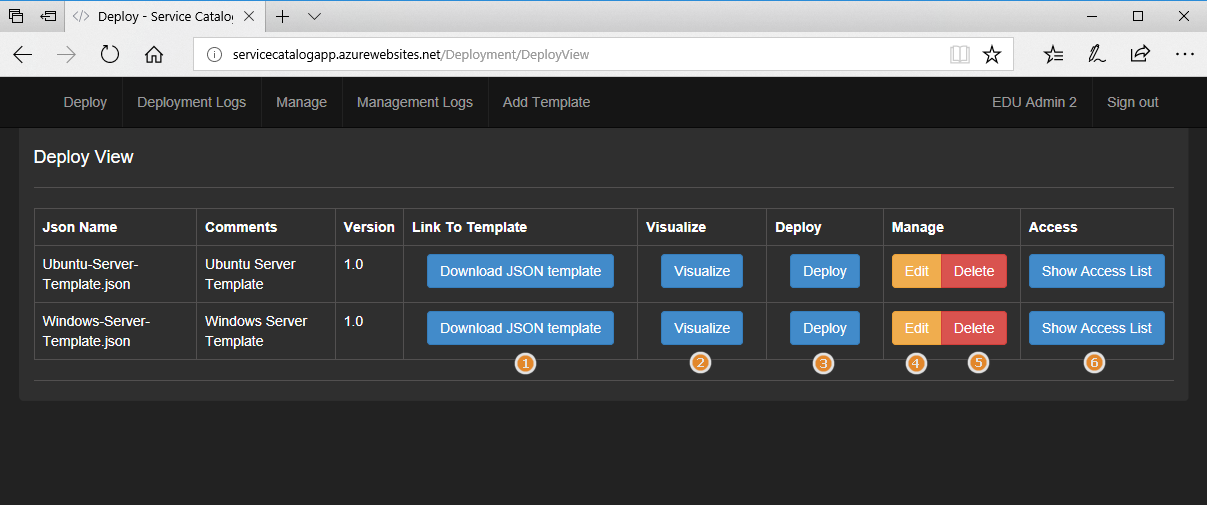 Deploy - Service Catalog
servicecatalogapp.azurewebsites.net/Deployment/DeployView
Deploy Deployment Logs Manage Management Logs Add Template EDU Admin 2 Sign out
Deploy View
Json Name Comments Version Link To Template Visualize Deploy Manage Access
Ubuntu-Server- Ubuntu Server 1.0 Download JSON template Visualize Deploy Edit Delete Show Access List
Template.json Template
Windows-Server- Windows Server 1.0 Download JSON template Visualize Deploy Edit Delete Show Access List
Template.json Template
1 2 3 4 5 6